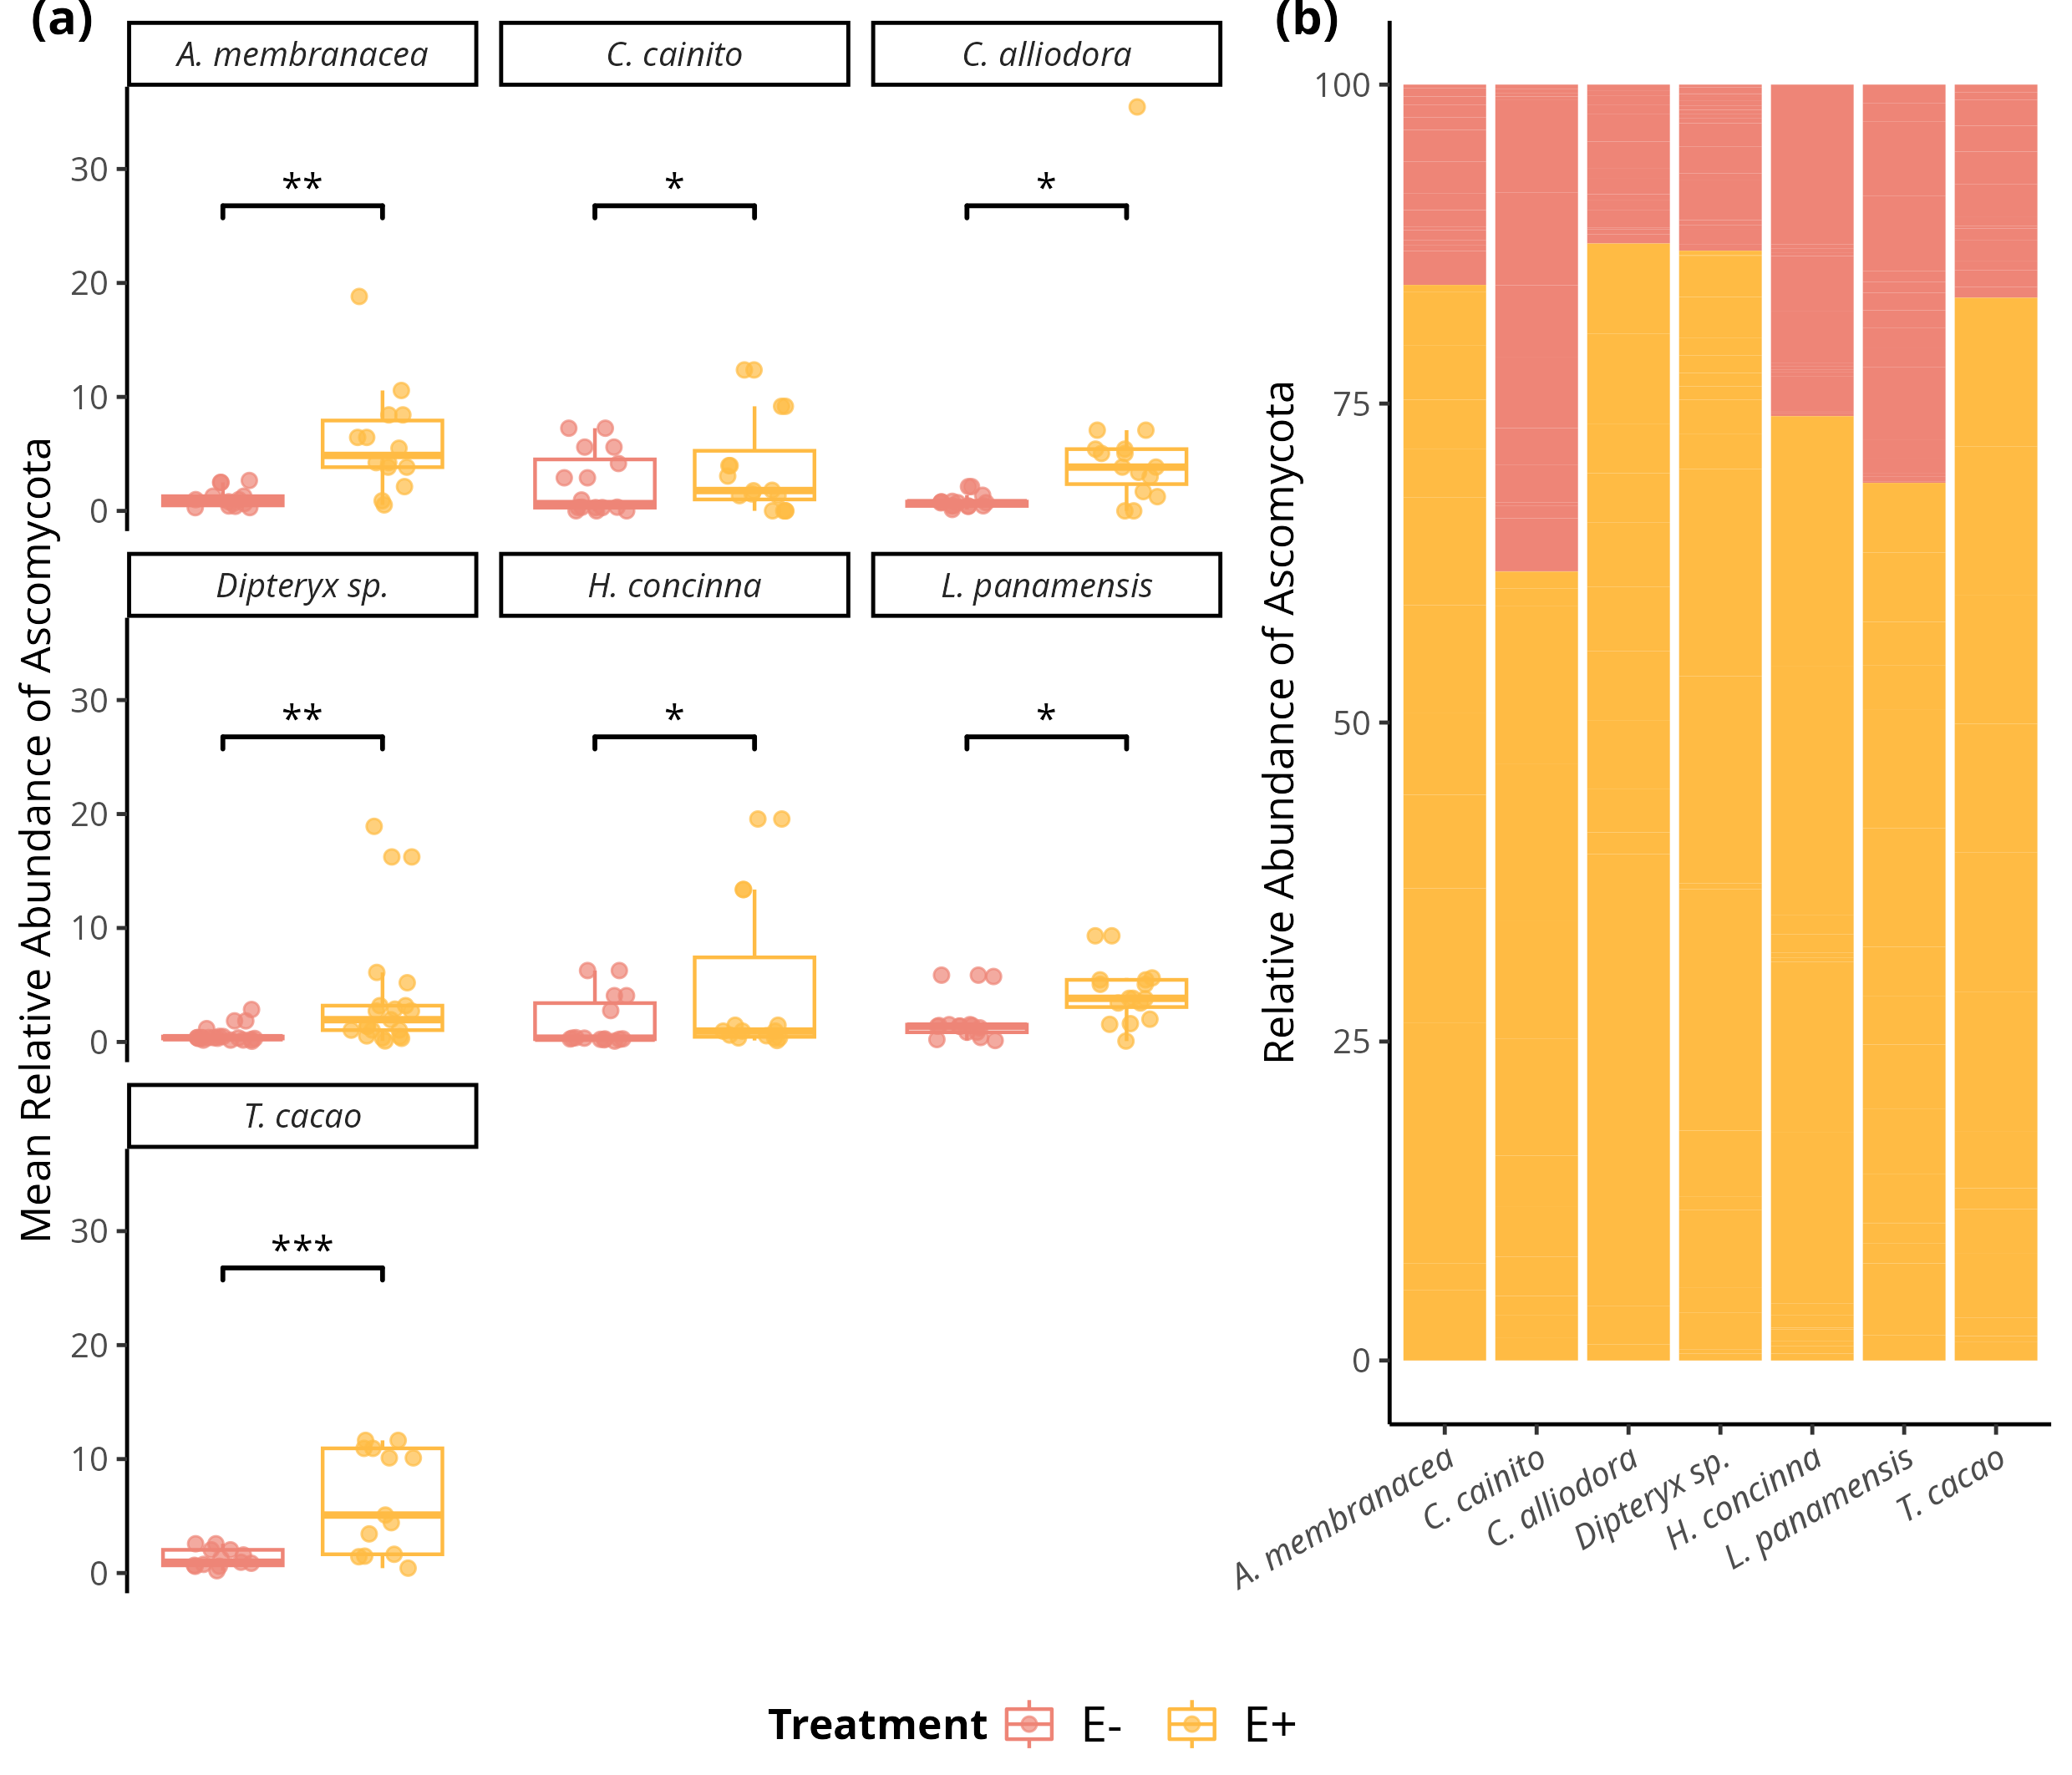 (a)
A. membranacea
C. cainito
C. alliodora
30
20
10
0
**
*
*
Dipteryx sp.
H. concinna
L. panamensis
30
20
10
0
**
*
*
T. cacao
30
20
10
0
***
Mean Relative Abundance of Ascomycota
(b)
100
75
50
25
0
Relative Abundance of Ascomycota
A. membranacea
C. cainito
C. alliodora
Dipteryx sp.
H. concinna
L. panamensis
T. cacao
Treatment E- E+